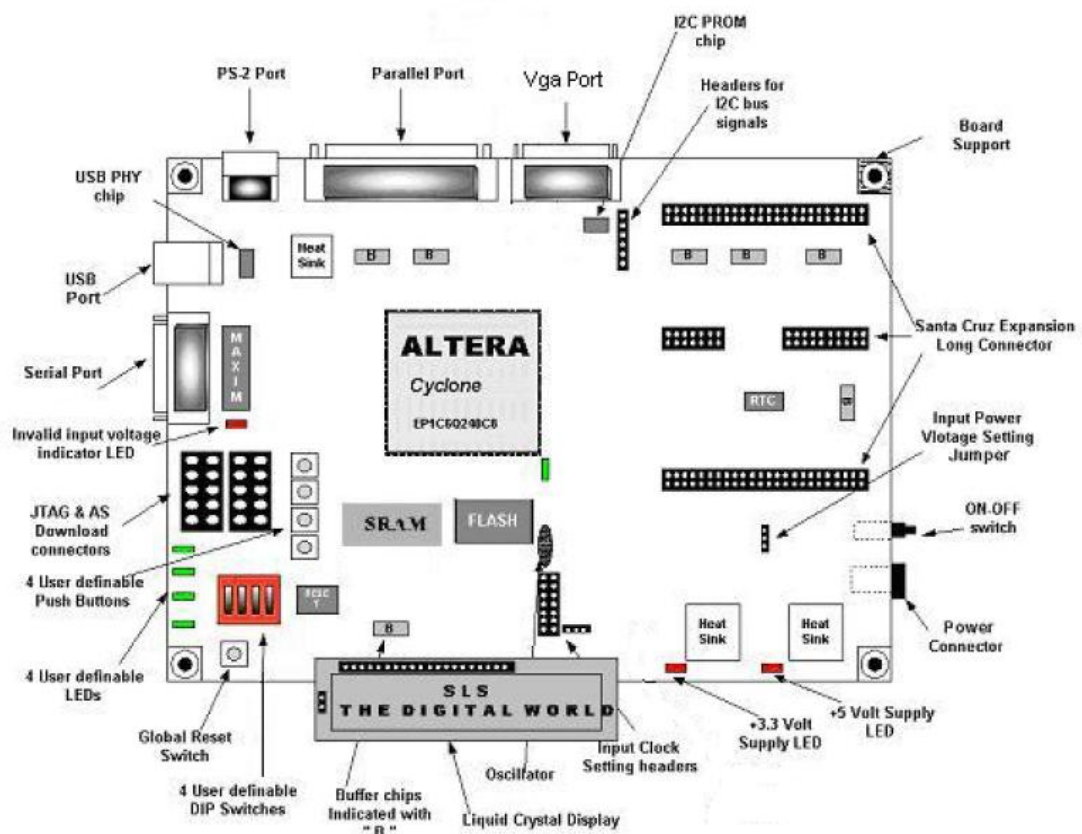 I2C PROM
chip
PS-2 Port
Parallel Port
Vga Port
Headers for
I2C bus
signals
Board
Support
USB PHY
chip
Heat
Sink
B
B
B
B
B
USB
Port
ALTERA
Cyclone
EP1C6Q240C8
Santa Cruz Expansion
Long Connector
MAXIM
Serial Port
RTC
B
Input Power
Vlotage Setting
Jumper
Invalid input voltage
indicator LED
JTAG & AS
Download
connectors
SRAM
FLASH
ON-OFF
switch
4 User definable
Push Buttons
B
Heat
Sink
Heat
Sink
Power
Connector
4 User definable
LEDs
SLS
THE DIGITAL WORLD
+3.3 Volt
Supply LED
+5 Volt Supply
LED
Global Reset
Switch
Input Clock
Setting headers
Oscillator
4 User definable
DIP Switches
Buffer chips
Indicated with
" B "
Liquid Crystal Display